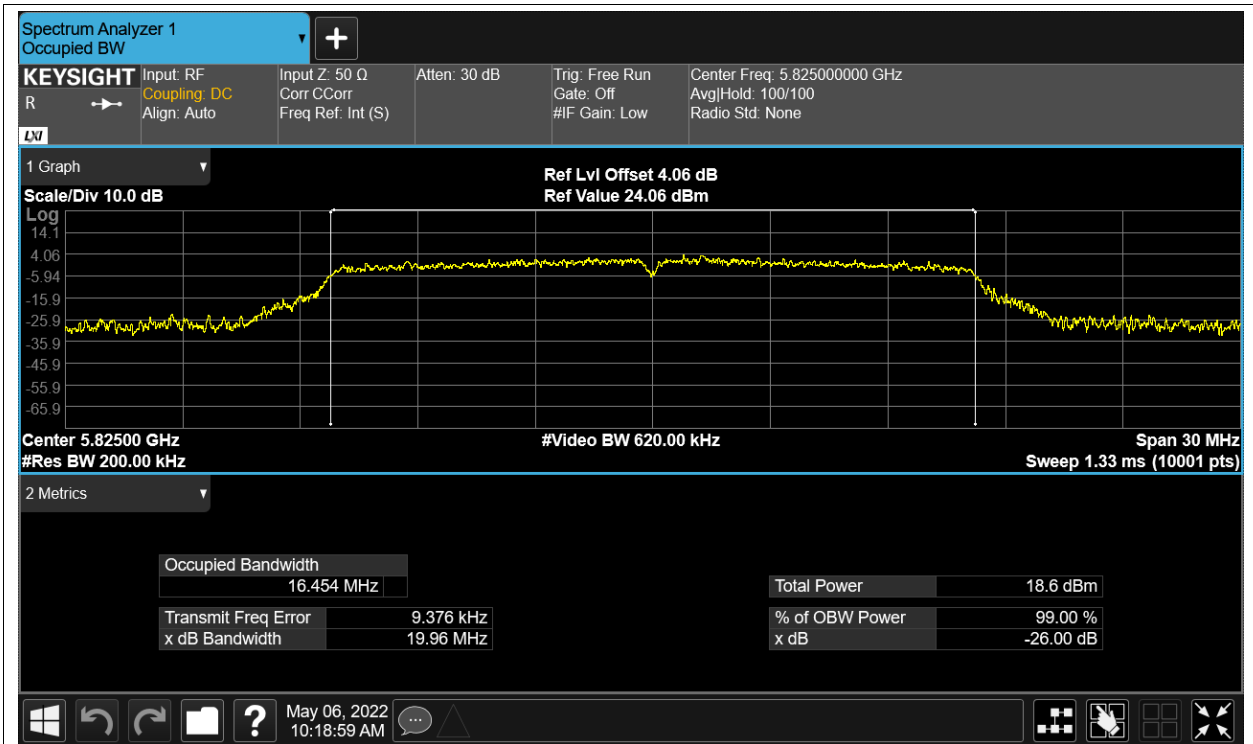 Spectrum Analyzer 1
Occupied BW
KEYSIGHT
R
LXI
Input: RF
Coupling: DC
Align: Auto
Input Z: 50 Ω
Corr CCorr
Freq Ref: Int (S)
Atten: 30 dB
Trig: Free Run
Gate: Off
#IF Gain: Low
Center Freq: 5.825000000 GHz
Avg|Hold: 100/100
Radio Std: None
1 Graph
Scale/Div 10.0 dB
Ref Lvl Offset 4.06 dB
Ref Value 24.06 dBm
Log
14.1
4.06
-5.94
-15.9
-25.9
-35.9
-45.9
-55.9
-65.9
Center 5.82500 GHz
#Video BW 620.00 kHz
Span 30 MHz
#Res BW 200.00 kHz
Sweep 1.33 ms (10001 pts)
2 Metrics
Occupied Bandwidth
16.454 MHz
Transmit Freq Error 9.376 kHz
x dB Bandwidth 19.96 MHz
Total Power 18.6 dBm
% of OBW Power 99.00 %
x dB -26.00 dB
?
May 06, 2022
10:18:59 AM